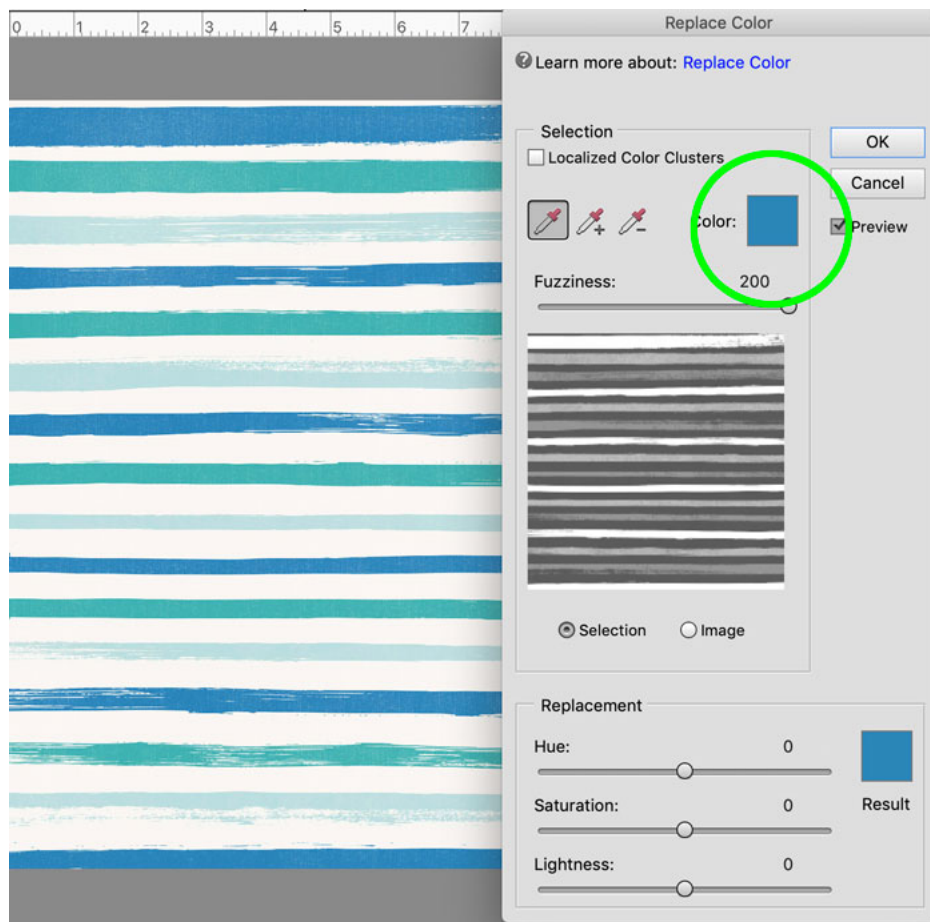 0 1 2 3 4 5 6 7
Replace Color
? Learn more about: Replace Color
Selection
Localized Color Clusters
OK
Cancel
Color:
Preview
Fuzziness: 200
Selection Image
Replacement
Hue: 0
Saturation: 0
Result
Lightness: 0